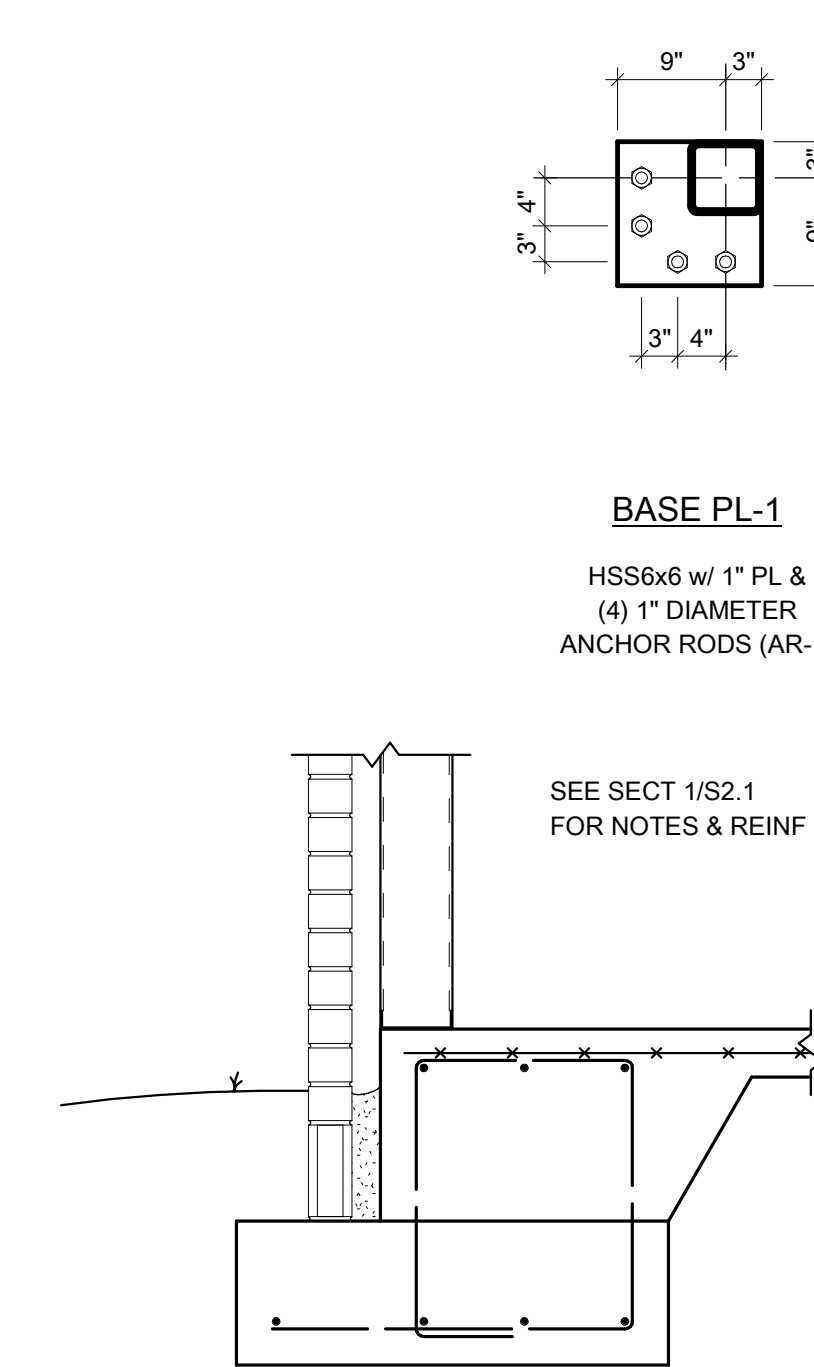 9" 3"
4"
3"
3" 4"
BASE PL-1
HSS6x6 w/ 1" PL &
(4) 1" DIAMETER
ANCHOR RODS (AR-
SEE SECT 1/S2.1
FOR NOTES & REINF